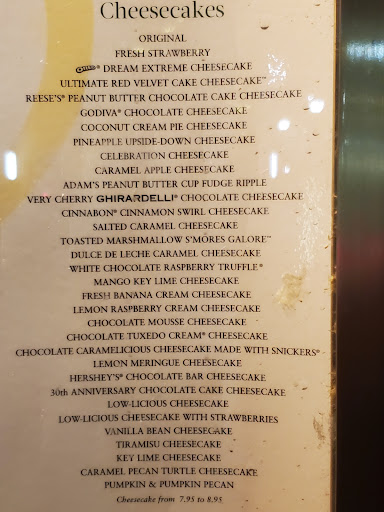 Cheesecakes
ORIGINAL
FRESH STRAWBERRY
OREO® DREAM EXTREME CHEESECAKE
ULTIMATE RED VELVET CAKE CHEESECAKE™
REESE'S® PEANUT BUTTER CHOCOLATE CAKE CHEESECAKE
GODIVA® CHOCOLATE CHEESECAKE
COCONUT CREAM PIE CHEESECAKE
PINEAPPLE UPSIDE-DOWN CHEESECAKE
CELEBRATION CHEESECAKE
CARAMEL APPLE CHEESECAKE
ADAM'S PEANUT BUTTER CUP FUDGE RIPPLE
VERY CHERRY GHIRARDELLI® CHOCOLATE CHEESECAKE
CINNABON® CINNAMON SWIRL CHEESECAKE
SALTED CARAMEL CHEESECAKE
TOASTED MARSHMALLOW S'MORES GALORE™
DULCE DE LECHE CARAMEL CHEESECAKE
WHITE CHOCOLATE RASPBERRY TRUFFLE®
MANGO KEY LIME CHEESECAKE
FRESH BANANA CREAM CHEESECAKE
LEMON RASPBERRY CREAM CHEESECAKE
CHOCOLATE MOUSSE CHEESECAKE
CHOCOLATE TUXEDO CREAM® CHEESECAKE
CHOCOLATE CARAMELICIOUS CHEESECAKE MADE WITH SNICKERS®
LEMON MERINGUE CHEESECAKE
HERSHEY'S® CHOCOLATE BAR CHEESECAKE
30th ANNIVERSARY CHOCOLATE CAKE CHEESECAKE
LOW-LICIOUS CHEESECAKE
LOW-LICIOUS CHEESECAKE WITH STRAWBERRIES
VANILLA BEAN CHEESECAKE
TIRAMISU CHEESECAKE
KEY LIME CHEESECAKE
CARAMEL PECAN TURTLE CHEESECAKE
PUMPKIN & PUMPKIN PECAN
Cheesecake from 7.95 to 8.95